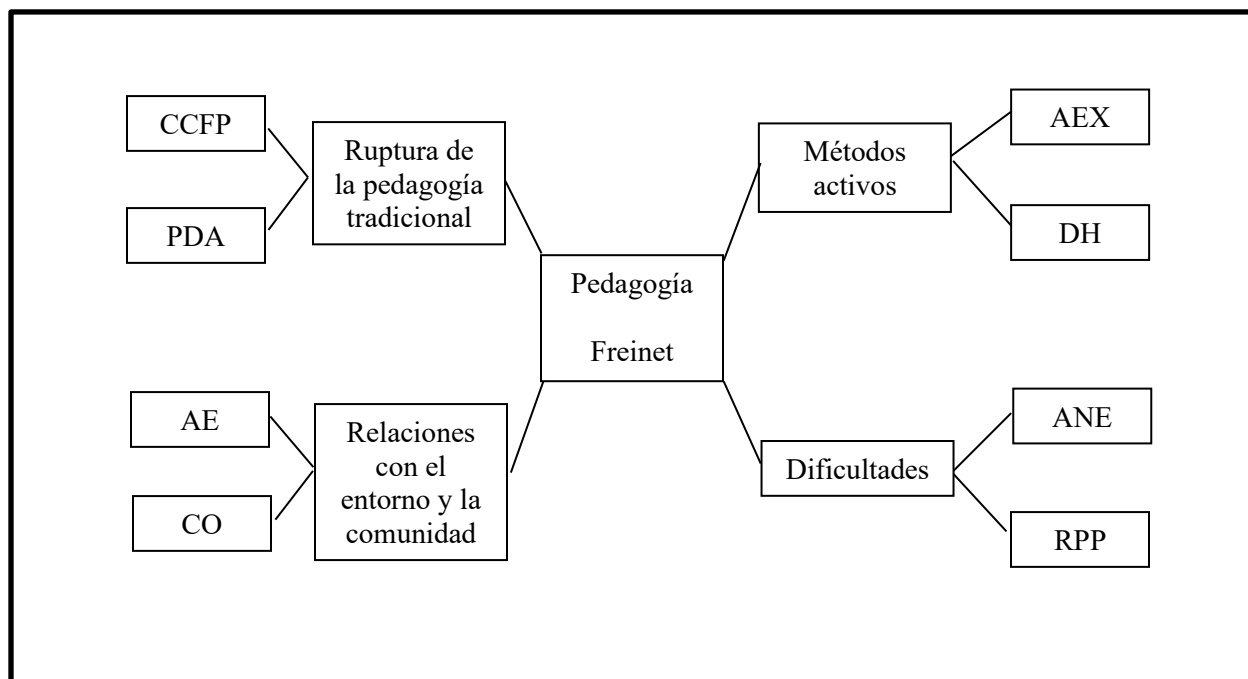 CCFP
PDA
Ruptura de
la pedagogía
tradicional
AE
CO
Relaciones
con el
entorno y la
comunidad
Pedagogía
Freinet
Métodos
activos
AEX
DH
Dificultades
ANE
RPP